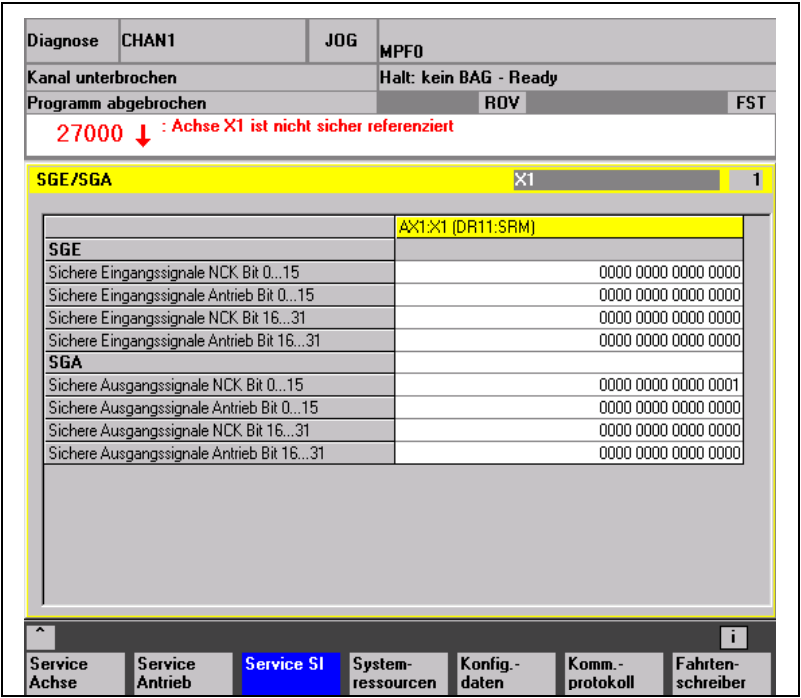 Diagnose CHAN1 JOG MPF0
Kanal unterbrochen Halt: kein BAG - Ready
Programm abgebrochen ROV FST
27000 ↓ : Achse X1 ist nicht sicher referenziert
SGE/SGA X1 1
AX1:X1 (DR11:SRM)
SGE
Sichere Eingangssignale NCK Bit 0...15 0000 0000 0000 0000
Sichere Eingangssignale Antrieb Bit 0...15 0000 0000 0000 0000
Sichere Eingangssignale NCK Bit 16...31 0000 0000 0000 0000
Sichere Eingangssignale Antrieb Bit 16...31 0000 0000 0000 0000
SGA
Sichere Ausgangssignale NCK Bit 0...15 0000 0000 0000 0001
Sichere Ausgangssignale Antrieb Bit 0...15 0000 0000 0000 0000
Sichere Ausgangssignale NCK Bit 16...31 0000 0000 0000 0000
Sichere Ausgangssignale Antrieb Bit 16...31 0000 0000 0000 0000
^ i
Service Achse
Service Antrieb
Service SI
System-
ressourcen
Konfig.-
daten
Komm.-
protokoll
Fahrten-
schreiber